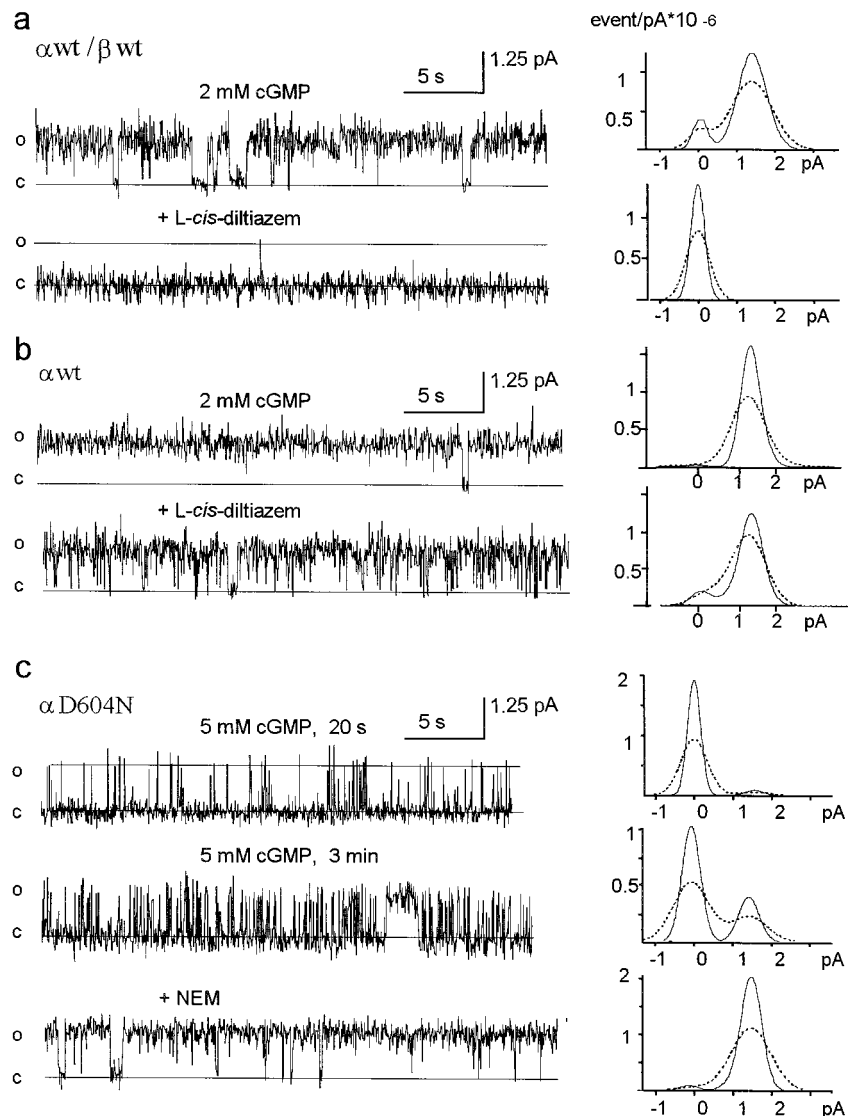 a
αwt / β wt
event/pA*10 -6
1.25 pA
5 s
2 mM cGMP
o
c
1
0.5
-1 0 1 2 pA
+ L-cis-diltiazem
o
c
1
0.5
-1 0 1 2 pA
b
αwt
1.25 pA
5 s
2 mM cGMP
o
c
1
0.5
0 1 2 pA
+ L-cis-diltiazem
o
c
1
0.5
0 1 2 pA
c
α D604N
1.25 pA
5 s
5 mM cGMP, 20 s
o
c
2
1
-1 0 1 2 pA
5 mM cGMP, 3 min
o
c
11
0.5
-1 0 1 2 pA
+ NEM
o
c
2
1
-1 0 1 2 pA